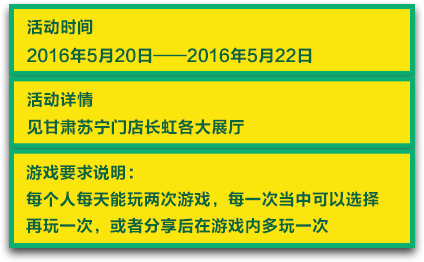 活动时间
2016年5月20日——2016年5月22日
活动详情
见甘肃苏宁门店长虹各大展厅
游戏要求说明：
每个人每天能玩两次游戏，每一次当中可以选择
再玩一次，或者分享后在游戏内多玩一次